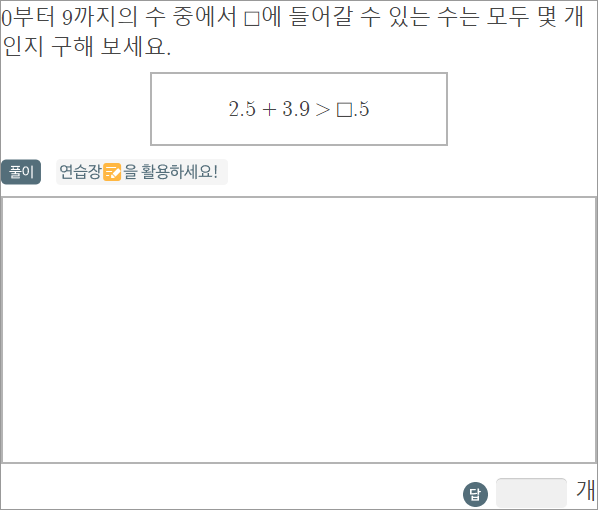 0부터 9까지의 수 중에서 □에 들어갈 수 있는 수는 모두 몇 개
인지 구해 보세요.
2.5 + 3.9 > □.5
풀이 연습장을 활용하세요!
답 개